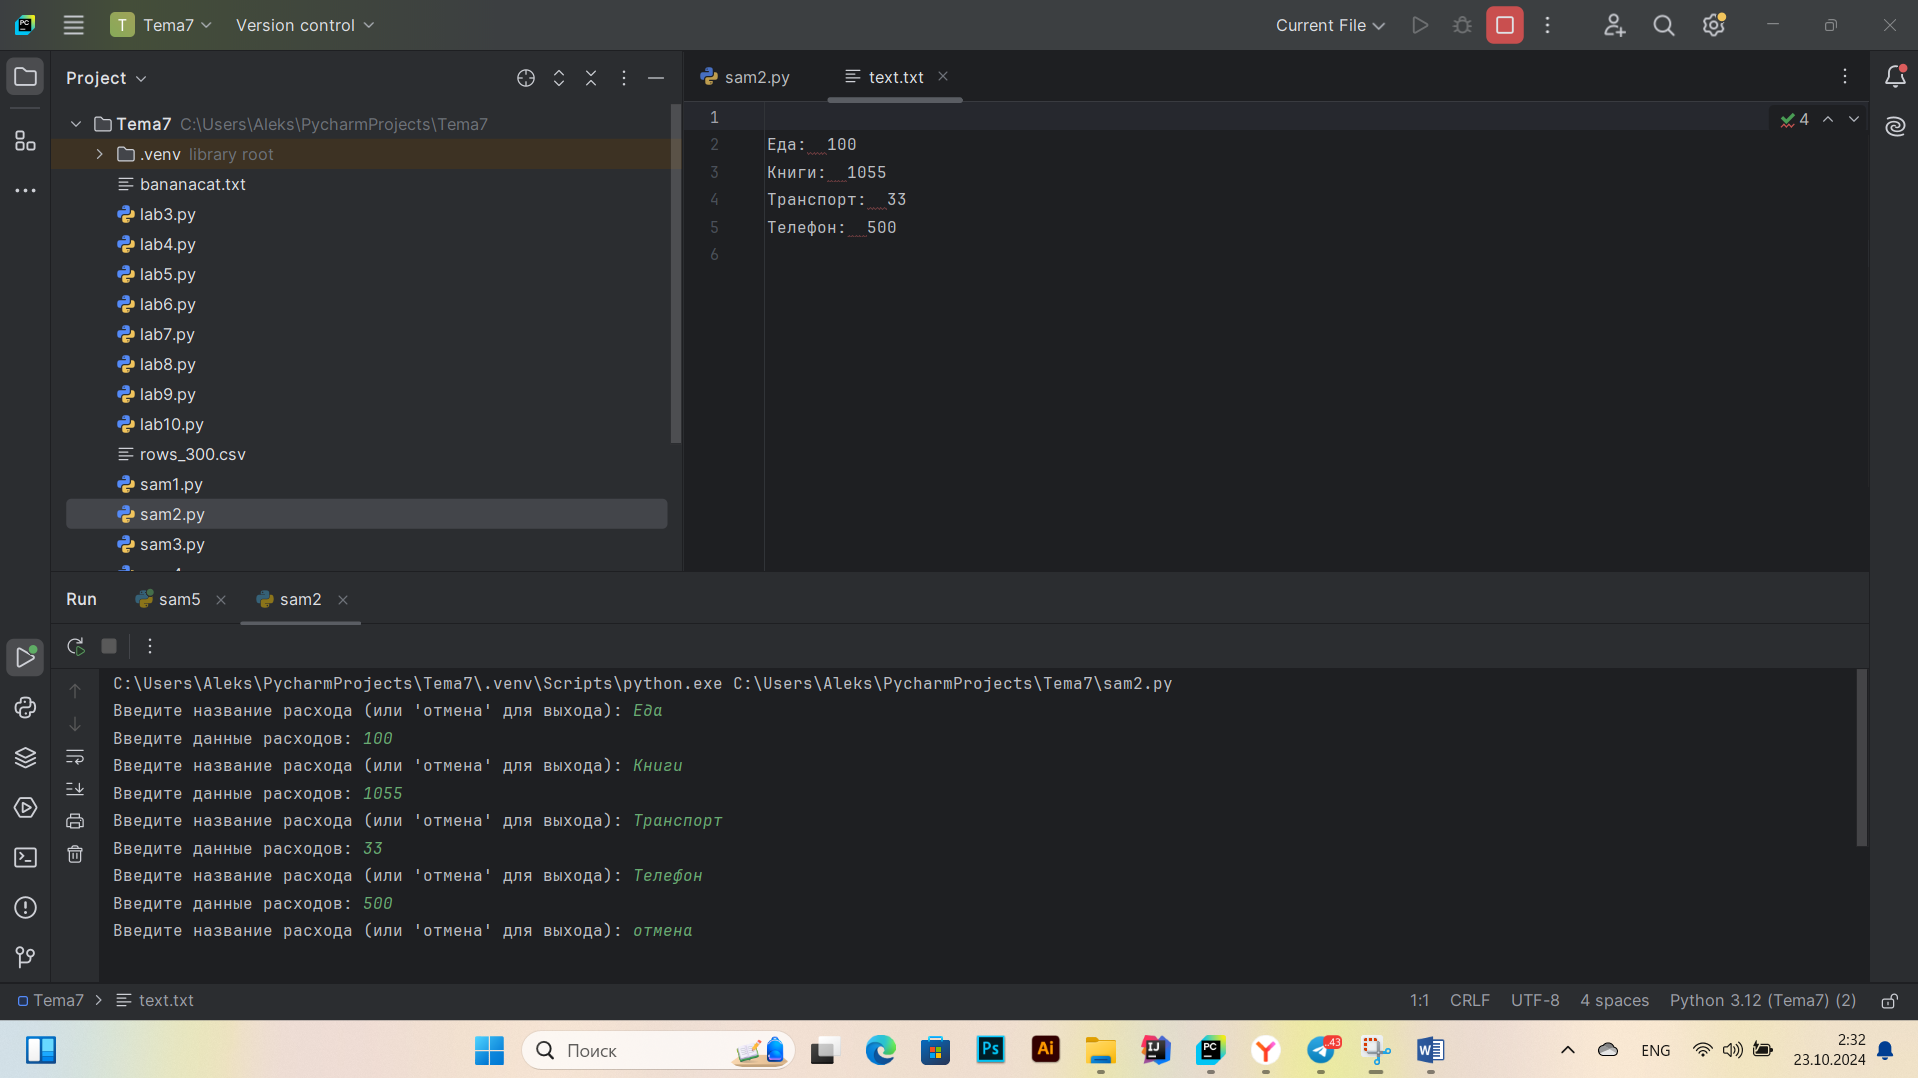 T Tema7 Version control Current File
Project
sam2.py text.txt
Tema7 C:\Users\Aleks\PycharmProjects\Tema7
.venv library root
bananacat.txt
lab3.py
lab4.py
lab5.py
lab6.py
lab7.py
lab8.py
lab9.py
lab10.py
rows_300.csv
sam1.py
sam2.py
sam3.py
1
2 Еда: 100
3 Книги: 1055
4 Транспорт: 33
5 Телефон: 500
6
4
Run sam5 sam2
C:\Users\Aleks\PycharmProjects\Tema7\.venv\Scripts\python.exe C:\Users\Aleks\PycharmProjects\Tema7\sam2.py
Введите название расхода (или 'отмена' для выхода): Еда
Введите данные расходов: 100
Введите название расхода (или 'отмена' для выхода): Книги
Введите данные расходов: 1055
Введите название расхода (или 'отмена' для выхода): Транспорт
Введите данные расходов: 33
Введите название расхода (или 'отмена' для выхода): Телефон
Введите данные расходов: 500
Введите название расхода (или 'отмена' для выхода): отмена
Tema7 text.txt 1:1 CRLF UTF-8 4 spaces Python 3.12 (Tema7) (2)
Поиск
Ps
Ai
IJ
PC
43
W
ENG
2:32
23.10.2024